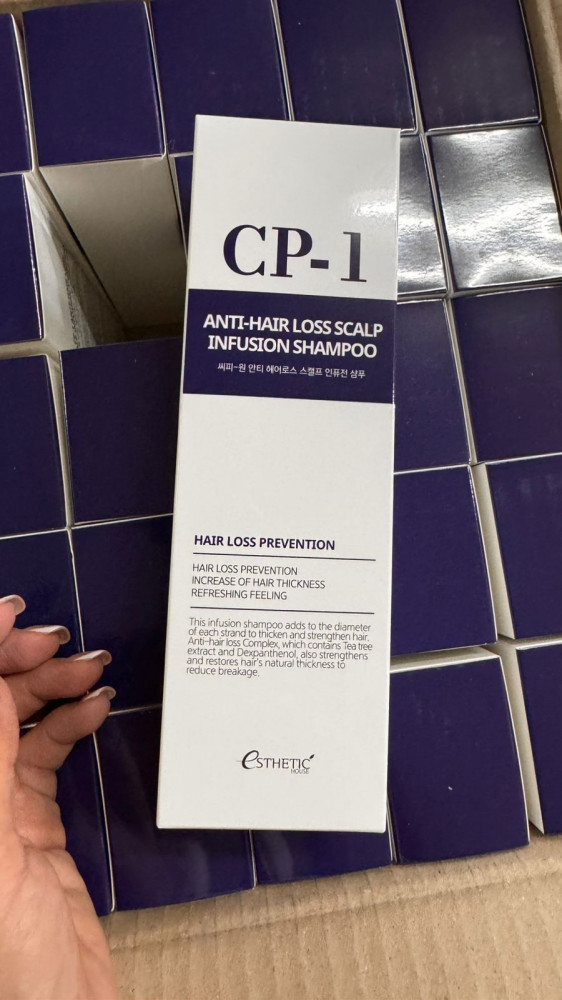 CP-1
ANTI-HAIR LOSS SCALP
INFUSION SHAMPOO
씨피-원 안티 헤어로스 스캘프 인퓨전 샴푸
HAIR LOSS PREVENTION
HAIR LOSS PREVENTION
INCREASE OF HAIR THICKNESS
REFRESHING FEELING
This infusion shampoo adds to the diameter
of each strand to thicken and strengthen hair.
Anti-hair loss Complex, which contains Tea tree
extract and Dexpanthenol, also strengthens
and restores hair's natural thickness to
reduce breakage.
eSTHETIC
HOUSE